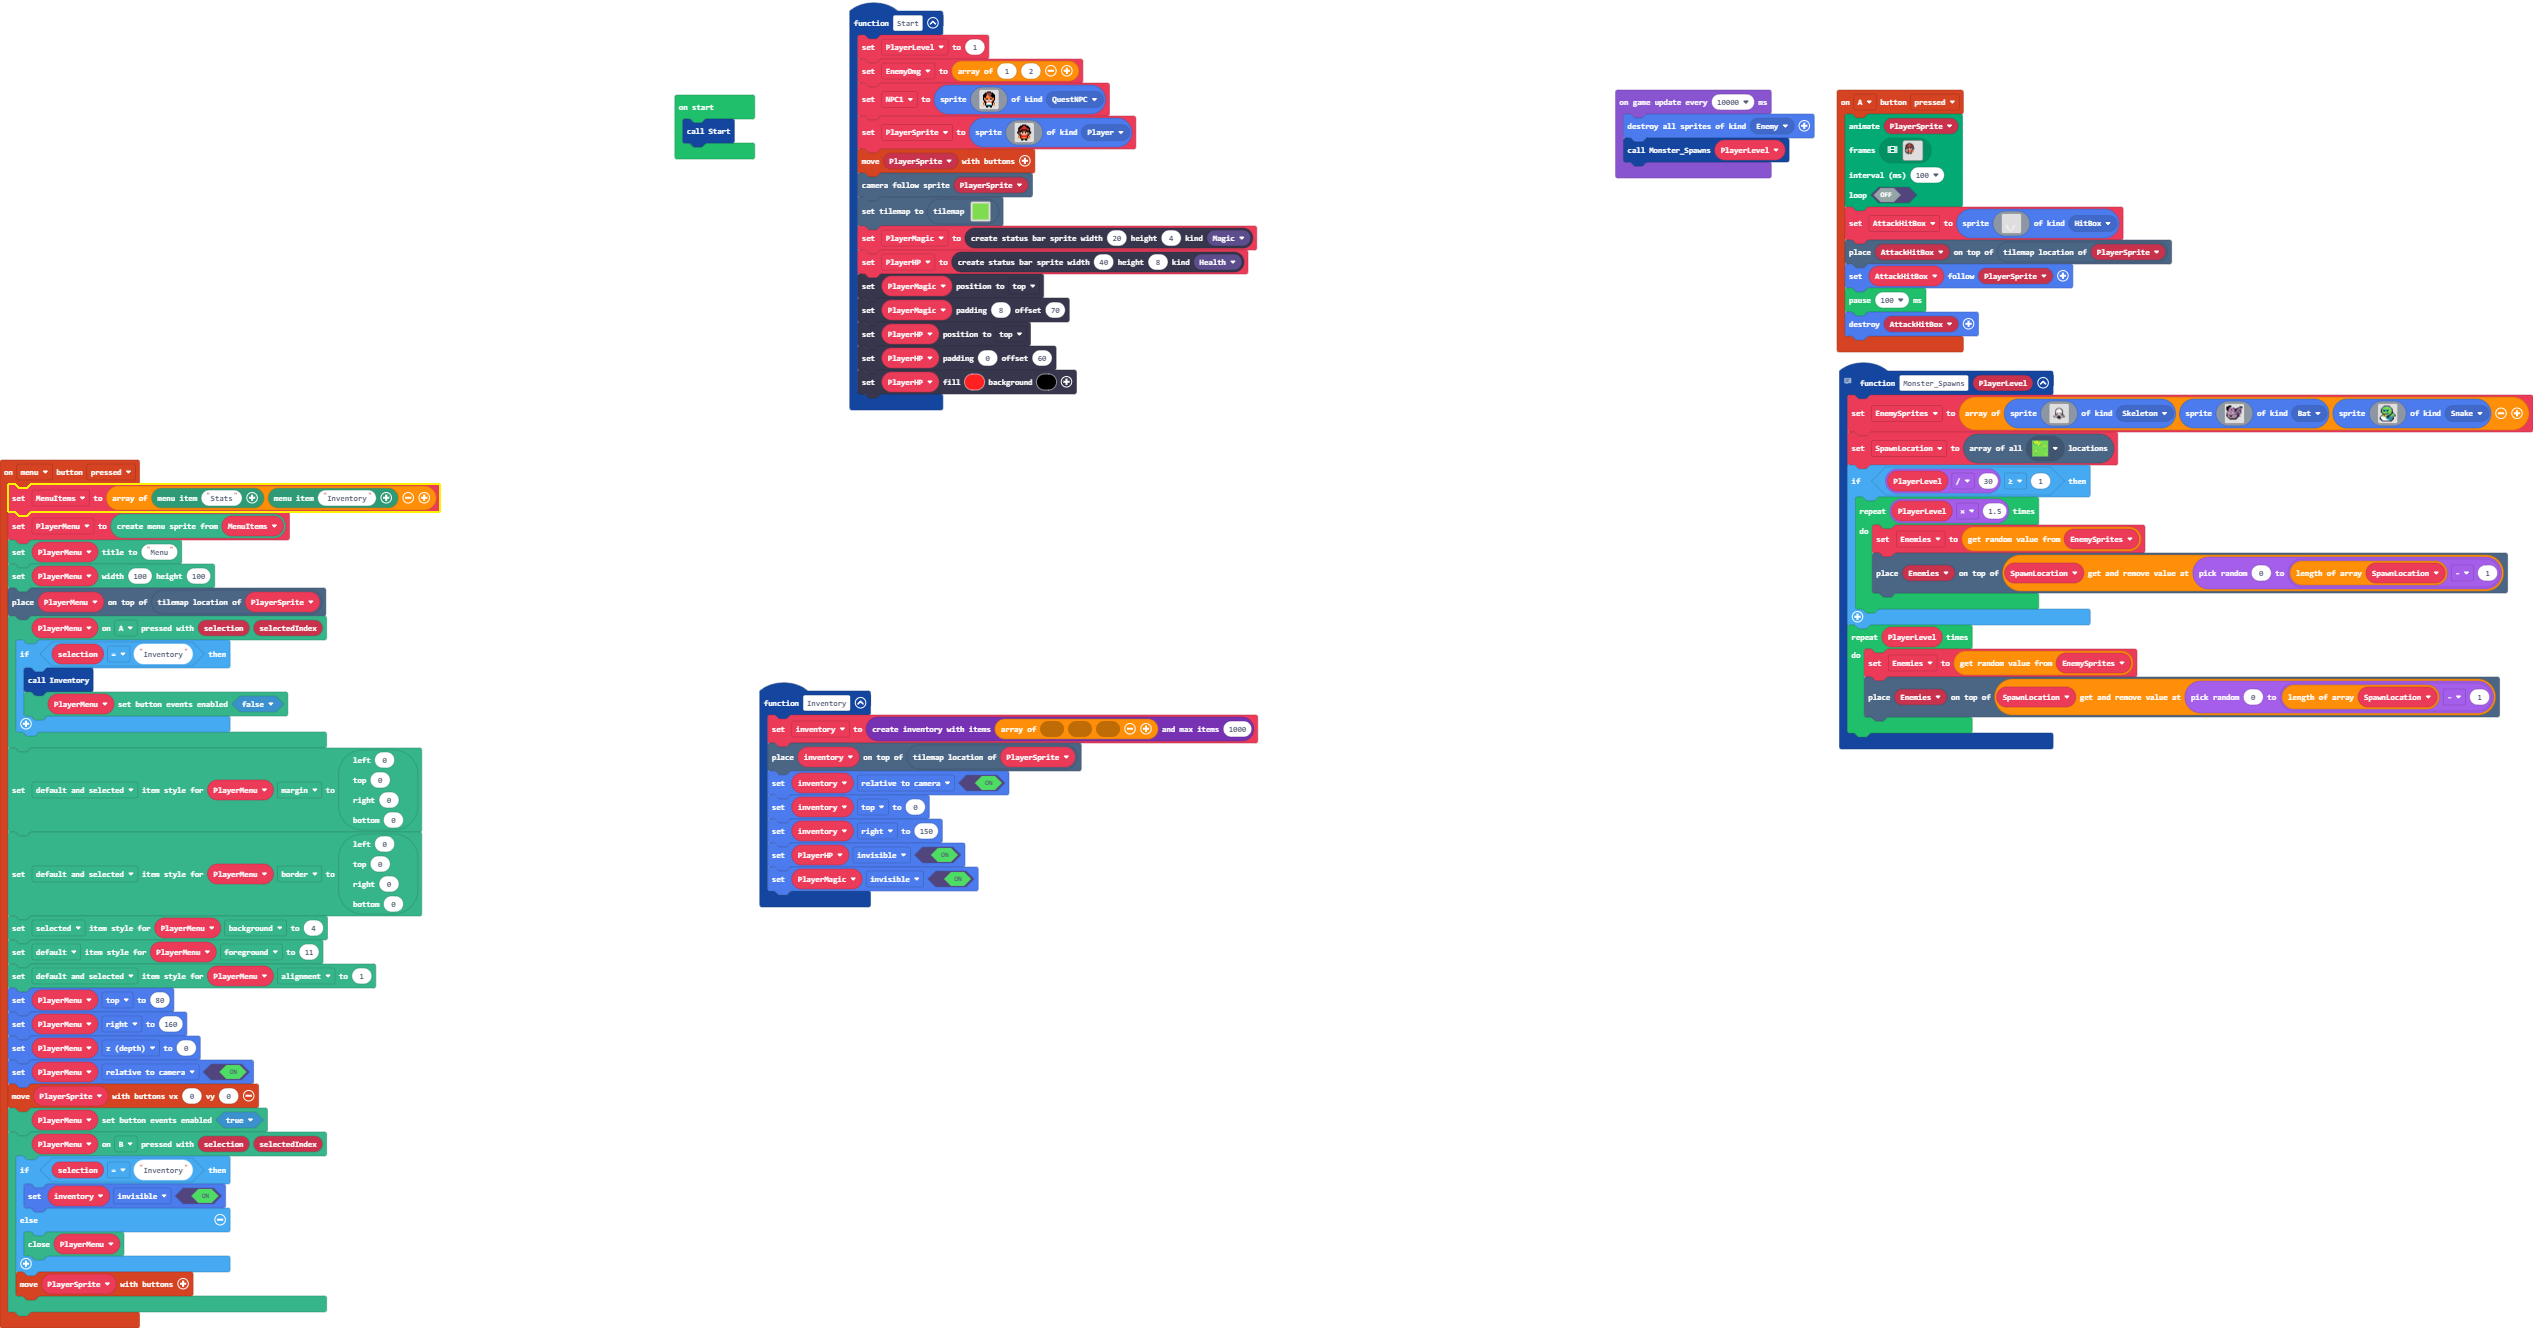 function Start
set PlayerLevel to 1
set EnemyDmg to array of 1 2
set NPC1 to sprite of kind QuestNPC
set PlayerSprite to sprite of kind Player
move PlayerSprite with buttons
camera follow sprite PlayerSprite
set tilemap to tilemap
set PlayerMagic to create status bar sprite width 20 height 4 kind Magic
set PlayerHP to create status bar sprite width 40 height 8 kind Health
set PlayerMagic position to top
set PlayerMagic padding 8 offset 70
set PlayerHP position to top
set PlayerHP padding 0 offset 60
set PlayerHP fill background
on start
call Start
on game update every 10000 ms
destroy all sprites of kind Enemy
call Monster_Spawns PlayerLevel
on A button pressed
animate PlayerSprite
frames
interval (ms) 100
loop OFF
set AttackHitBox to sprite of kind HitBox
place AttackHitBox on top of tilemap location of PlayerSprite
set AttackHitBox follow PlayerSprite
pause 100 ms
destroy AttackHitBox
function Monster_Spawns PlayerLevel
set EnemySprites to array of sprite of kind Skeleton sprite of kind Bat sprite of kind Snake
set SpawnLocation to array of all locations
if PlayerLevel / 30 ≥ 1 then
repeat PlayerLevel × 1.5 times
do set Enemies to get random value from EnemySprites
place Enemies on top of SpawnLocation get and remove value at pick random 0 to length of array SpawnLocation - 1
repeat PlayerLevel times
do set Enemies to get random value from EnemySprites
place Enemies on top of SpawnLocation get and remove value at pick random 0 to length of array SpawnLocation - 1
on menu button pressed
set MenuItems to array of menu item "Stats" menu item "Inventory"
set PlayerMenu to create menu sprite from MenuItems
set PlayerMenu title to "Menu"
set PlayerMenu width 100 height 100
place PlayerMenu on top of tilemap location of PlayerSprite
PlayerMenu on A pressed with selection selectedIndex
if selection = "Inventory" then
call Inventory
PlayerMenu set button events enabled false
left 0
top 0
set default and selected item style for PlayerMenu margin to
right 0
bottom 0
left 0
top 0
set default and selected item style for PlayerMenu border to
right 0
bottom 0
set selected item style for PlayerMenu background to 4
set default item style for PlayerMenu foreground to 11
set default and selected item style for PlayerMenu alignment to 1
set PlayerMenu top to 80
set PlayerMenu right to 160
set PlayerMenu z (depth) to 0
set PlayerMenu relative to camera ON
move PlayerSprite with buttons vx 0 vy 0
PlayerMenu set button events enabled true
PlayerMenu on B pressed with selection selectedIndex
if selection = "Inventory" then
set inventory invisible ON
else
close PlayerMenu
move PlayerSprite with buttons
function Inventory
set inventory to create inventory with items array of and max items 1000
place inventory on top of tilemap location of PlayerSprite
set inventory relative to camera ON
set inventory top to 0
set inventory right to 150
set PlayerHP invisible ON
set PlayerMagic invisible ON